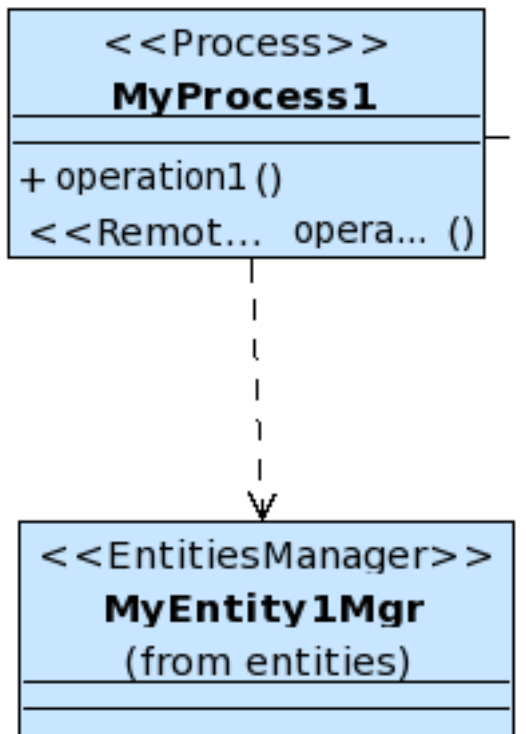 <<Process>>
MyProcess1
+ operation1 ()
<<Remot... opera... ()
<<EntitiesManager>>
MyEntity1Mgr
(from entities)